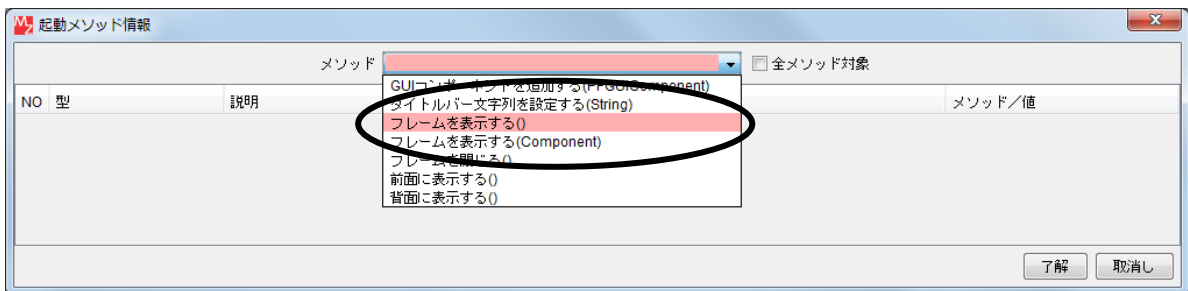 起動メソッド情報
メソッド
全メソッド対象
GUIコンポーネントを追加する(PFGUIComponent)
NO 型 説明 メソッド／値
タイトルバー文字列を設定する(String)
フレームを表示する()
フレームを表示する(Component)
フレームを閉じる()
前面に表示する()
背面に表示する()
了解 取消し